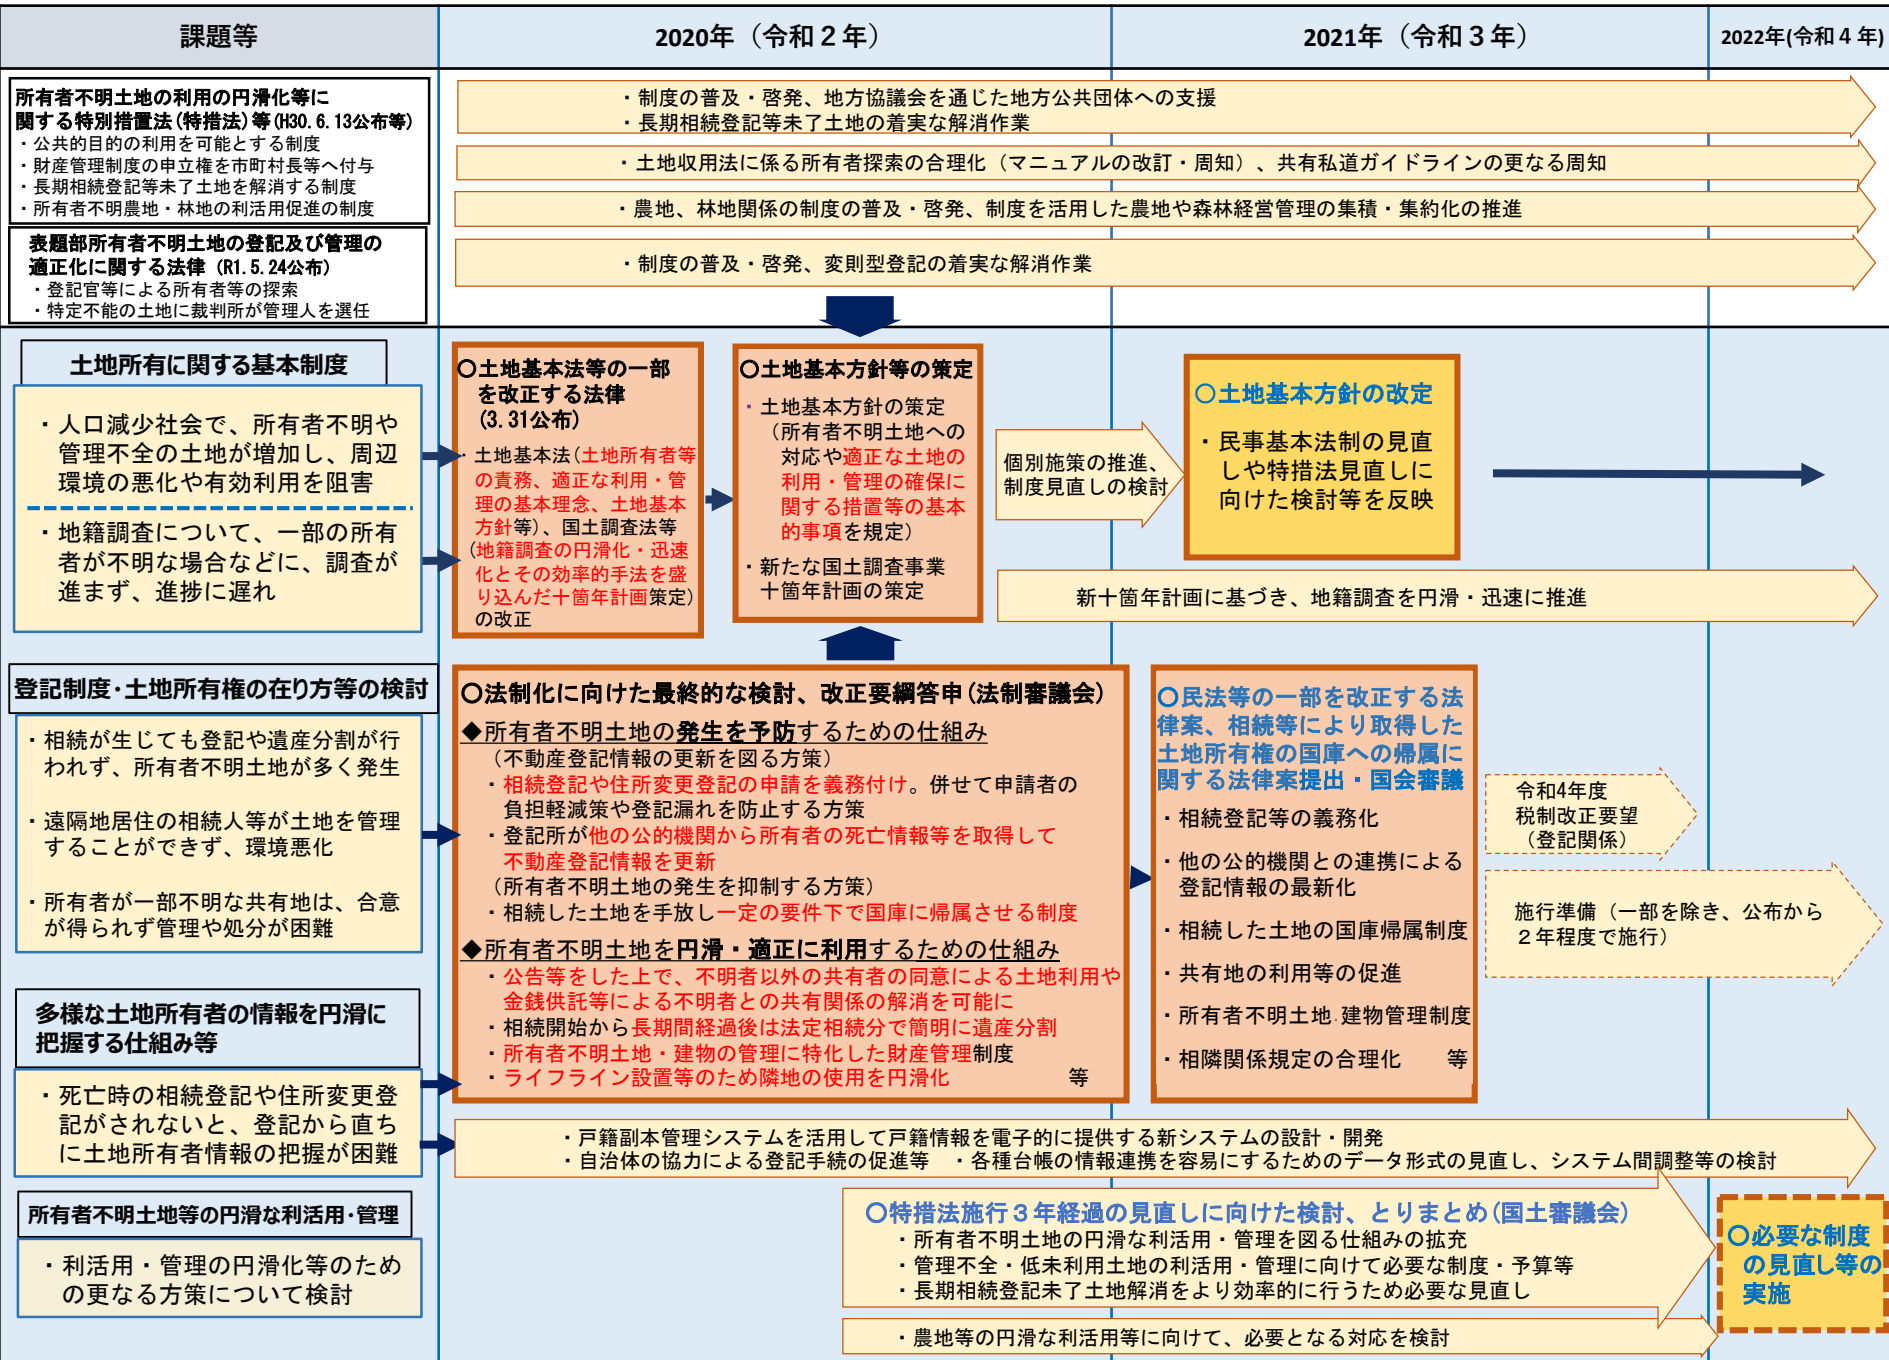 課題等
2020年（令和２年）
2021年（令和３年）
2022年(令和４年)
所有者不明土地の利用の円滑化等に
関する特別措置法(特措法)等(H30.6.13公布等)
・公共的目的の利用を可能とする制度
・財産管理制度の申立権を市町村長等へ付与
・長期相続登記等未了土地を解消する制度
・所有者不明農地・林地の利活用促進の制度
・制度の普及・啓発、地方協議会を通じた地方公共団体への支援
・長期相続登記等未了土地の着実な解消作業
・土地収用法に係る所有者探索の合理化（マニュアルの改訂・周知）、共有私道ガイドラインの更なる周知
・農地、林地関係の制度の普及・啓発、制度を活用した農地や森林経営管理の集積・集約化の推進
表題部所有者不明土地の登記及び管理の
適正化に関する法律（R1.5.24公布）
・登記官等による所有者等の探索
・特定不能の土地に裁判所が管理人を選任
・制度の普及・啓発、変則型登記の着実な解消作業
土地所有に関する基本制度
・人口減少社会で、所有者不明や
管理不全の土地が増加し、周辺
環境の悪化や有効利用を阻害
・地籍調査について、一部の所有
者が不明な場合などに、調査が
進まず、進捗に遅れ
〇土地基本法等の一部
を改正する法律
(3.31公布)
・土地基本法(土地所有者等
の責務、適正な利用・管
理の基本理念、土地基本
方針等)、国土調査法等
(地籍調査の円滑化・迅速
化とその効率的手法を盛
り込んだ十箇年計画策定)
の改正
〇土地基本方針等の策定
・土地基本方針の策定
（所有者不明土地への
対応や適正な土地の
利用・管理の確保に
関する措置等の基本
的事項を規定）
・新たな国土調査事業
十箇年計画の策定
個別施策の推進、
制度見直しの検討
〇土地基本方針の改定
・民事基本法制の見直
しや特措法見直しに
向けた検討等を反映
新十箇年計画に基づき、地籍調査を円滑・迅速に推進
登記制度･土地所有権の在り方等の検討
・相続が生じても登記や遺産分割が行
われず、所有者不明土地が多く発生
・遠隔地居住の相続人等が土地を管理
することができず、環境悪化
・所有者が一部不明な共有地は、合意
が得られず管理や処分が困難
〇法制化に向けた最終的な検討、改正要綱答申(法制審議会)
◆所有者不明土地の発生を予防するための仕組み
（不動産登記情報の更新を図る方策）
・相続登記や住所変更登記の申請を義務付け。併せて申請者の
負担軽減策や登記漏れを防止する方策
・登記所が他の公的機関から所有者の死亡情報等を取得して
不動産登記情報を更新
（所有者不明土地の発生を抑制する方策）
・相続した土地を手放し一定の要件下で国庫に帰属させる制度
◆所有者不明土地を円滑・適正に利用するための仕組み
・公告等をした上で、不明者以外の共有者の同意による土地利用や
金銭供託等による不明者との共有関係の解消を可能に
・相続開始から長期間経過後は法定相続分で簡明に遺産分割
・所有者不明土地・建物の管理に特化した財産管理制度
・ライフライン設置等のため隣地の使用を円滑化　等
〇民法等の一部を改正する法
律案、相続等により取得した
土地所有権の国庫への帰属に
関する法律案提出・国会審議
・相続登記等の義務化
・他の公的機関との連携による
登記情報の最新化
・相続した土地の国庫帰属制度
・共有地の利用等の促進
・所有者不明土地･建物管理制度
・相隣関係規定の合理化　等
令和4年度
税制改正要望
（登記関係）
施行準備（一部を除き、公布から
２年程度で施行）
多様な土地所有者の情報を円滑に
把握する仕組み等
・死亡時の相続登記や住所変更登
記がされないと、登記から直ち
に土地所有者情報の把握が困難
・戸籍副本管理システムを活用して戸籍情報を電子的に提供する新システムの設計・開発
・自治体の協力による登記手続の促進等　・各種台帳の情報連携を容易にするためのデータ形式の見直し、システム間調整等の検討
所有者不明土地等の円滑な利活用･管理
・利活用・管理の円滑化等のため
の更なる方策について検討
〇特措法施行３年経過の見直しに向けた検討、とりまとめ(国土審議会)
・所有者不明土地の円滑な利活用・管理を図る仕組みの拡充
・管理不全・低未利用土地の利活用・管理に向けて必要な制度・予算等
・長期相続登記未了土地解消をより効率的に行うため必要な見直し
・農地等の円滑な利活用等に向けて、必要となる対応を検討
〇必要な制度
の見直し等の
実施